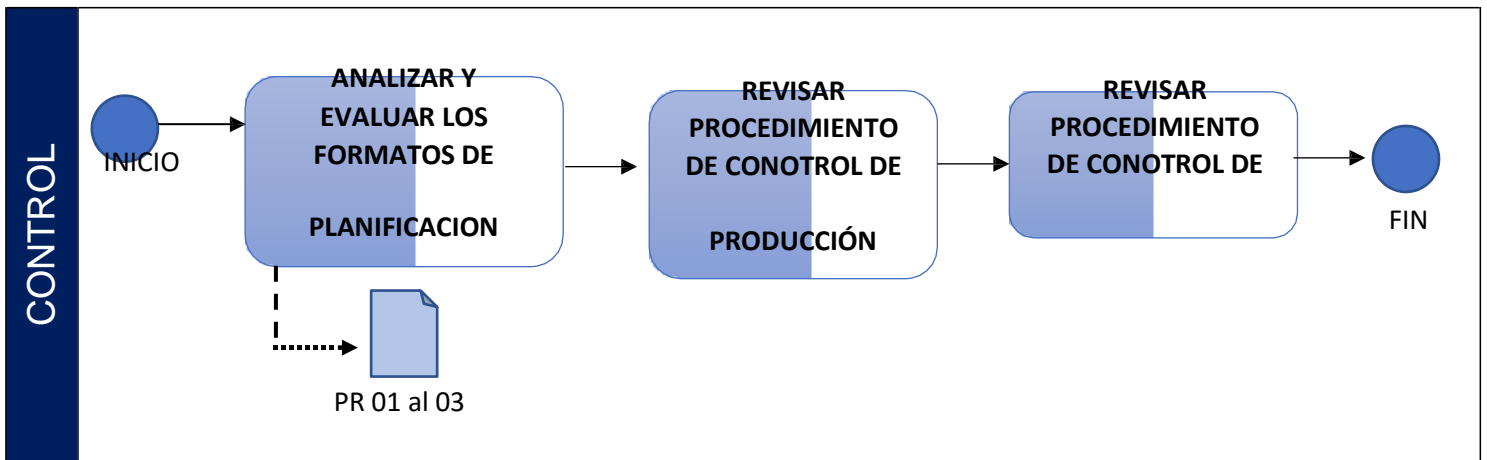 CONTROL
INICIO
ANALIZAR Y
EVALUAR LOS
FORMATOS DE
PLANIFICACION
PR 01 al 03
REVISAR
PROCEDIMIENTO
DE CONOTROL DE
PRODUCCIÓN
REVISAR
PROCEDIMIENTO
DE CONOTROL DE
FIN